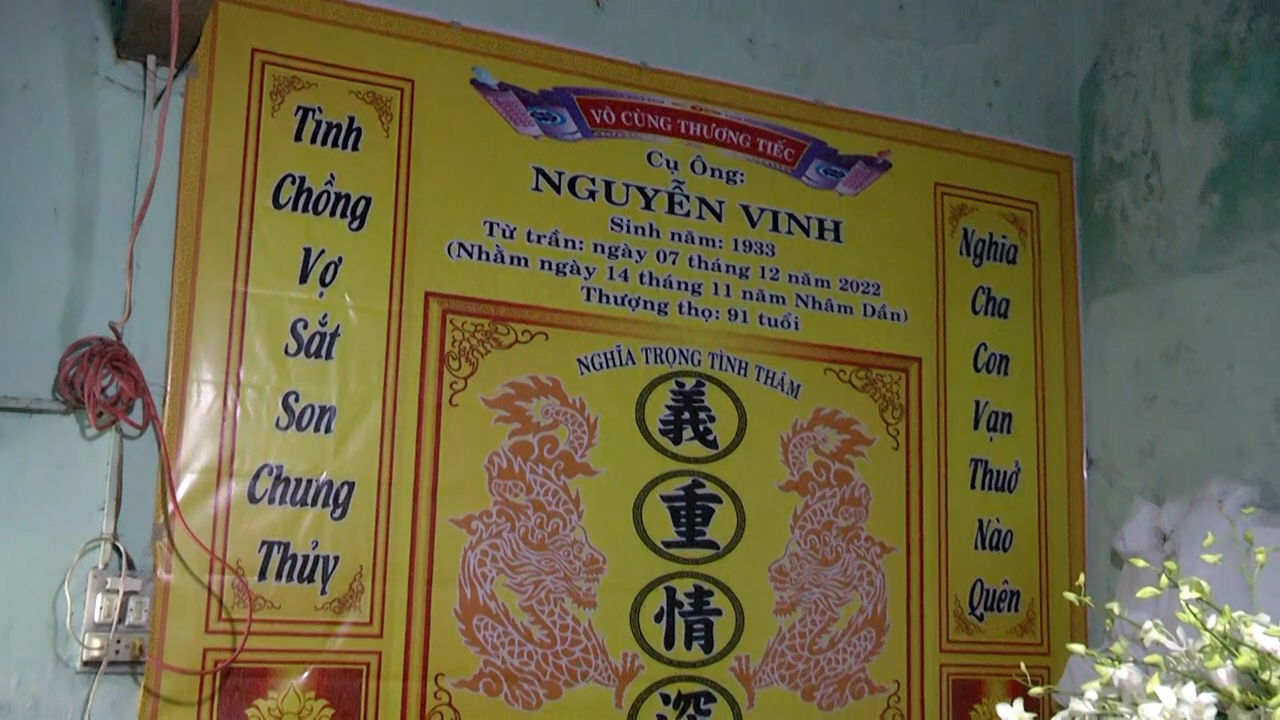 VÔ CÙNG THƯƠNG TIẾC
Cụ Ông:
NGUYỄN VINH
Sinh năm: 1933
Từ trần: ngày 07 tháng 12 năm 2022
(Nhằm ngày 14 tháng 11 năm Nhâm Dần)
Thượng thọ: 91 tuổi
Tình
Chồng
Vợ
Sắt
Son
Chung
Thủy
NGHĨA TRỌNG TÌNH THÂM
義
重
情
深
Nghĩa
Cha
Con
Vạn
Thuở
Nào
Quên